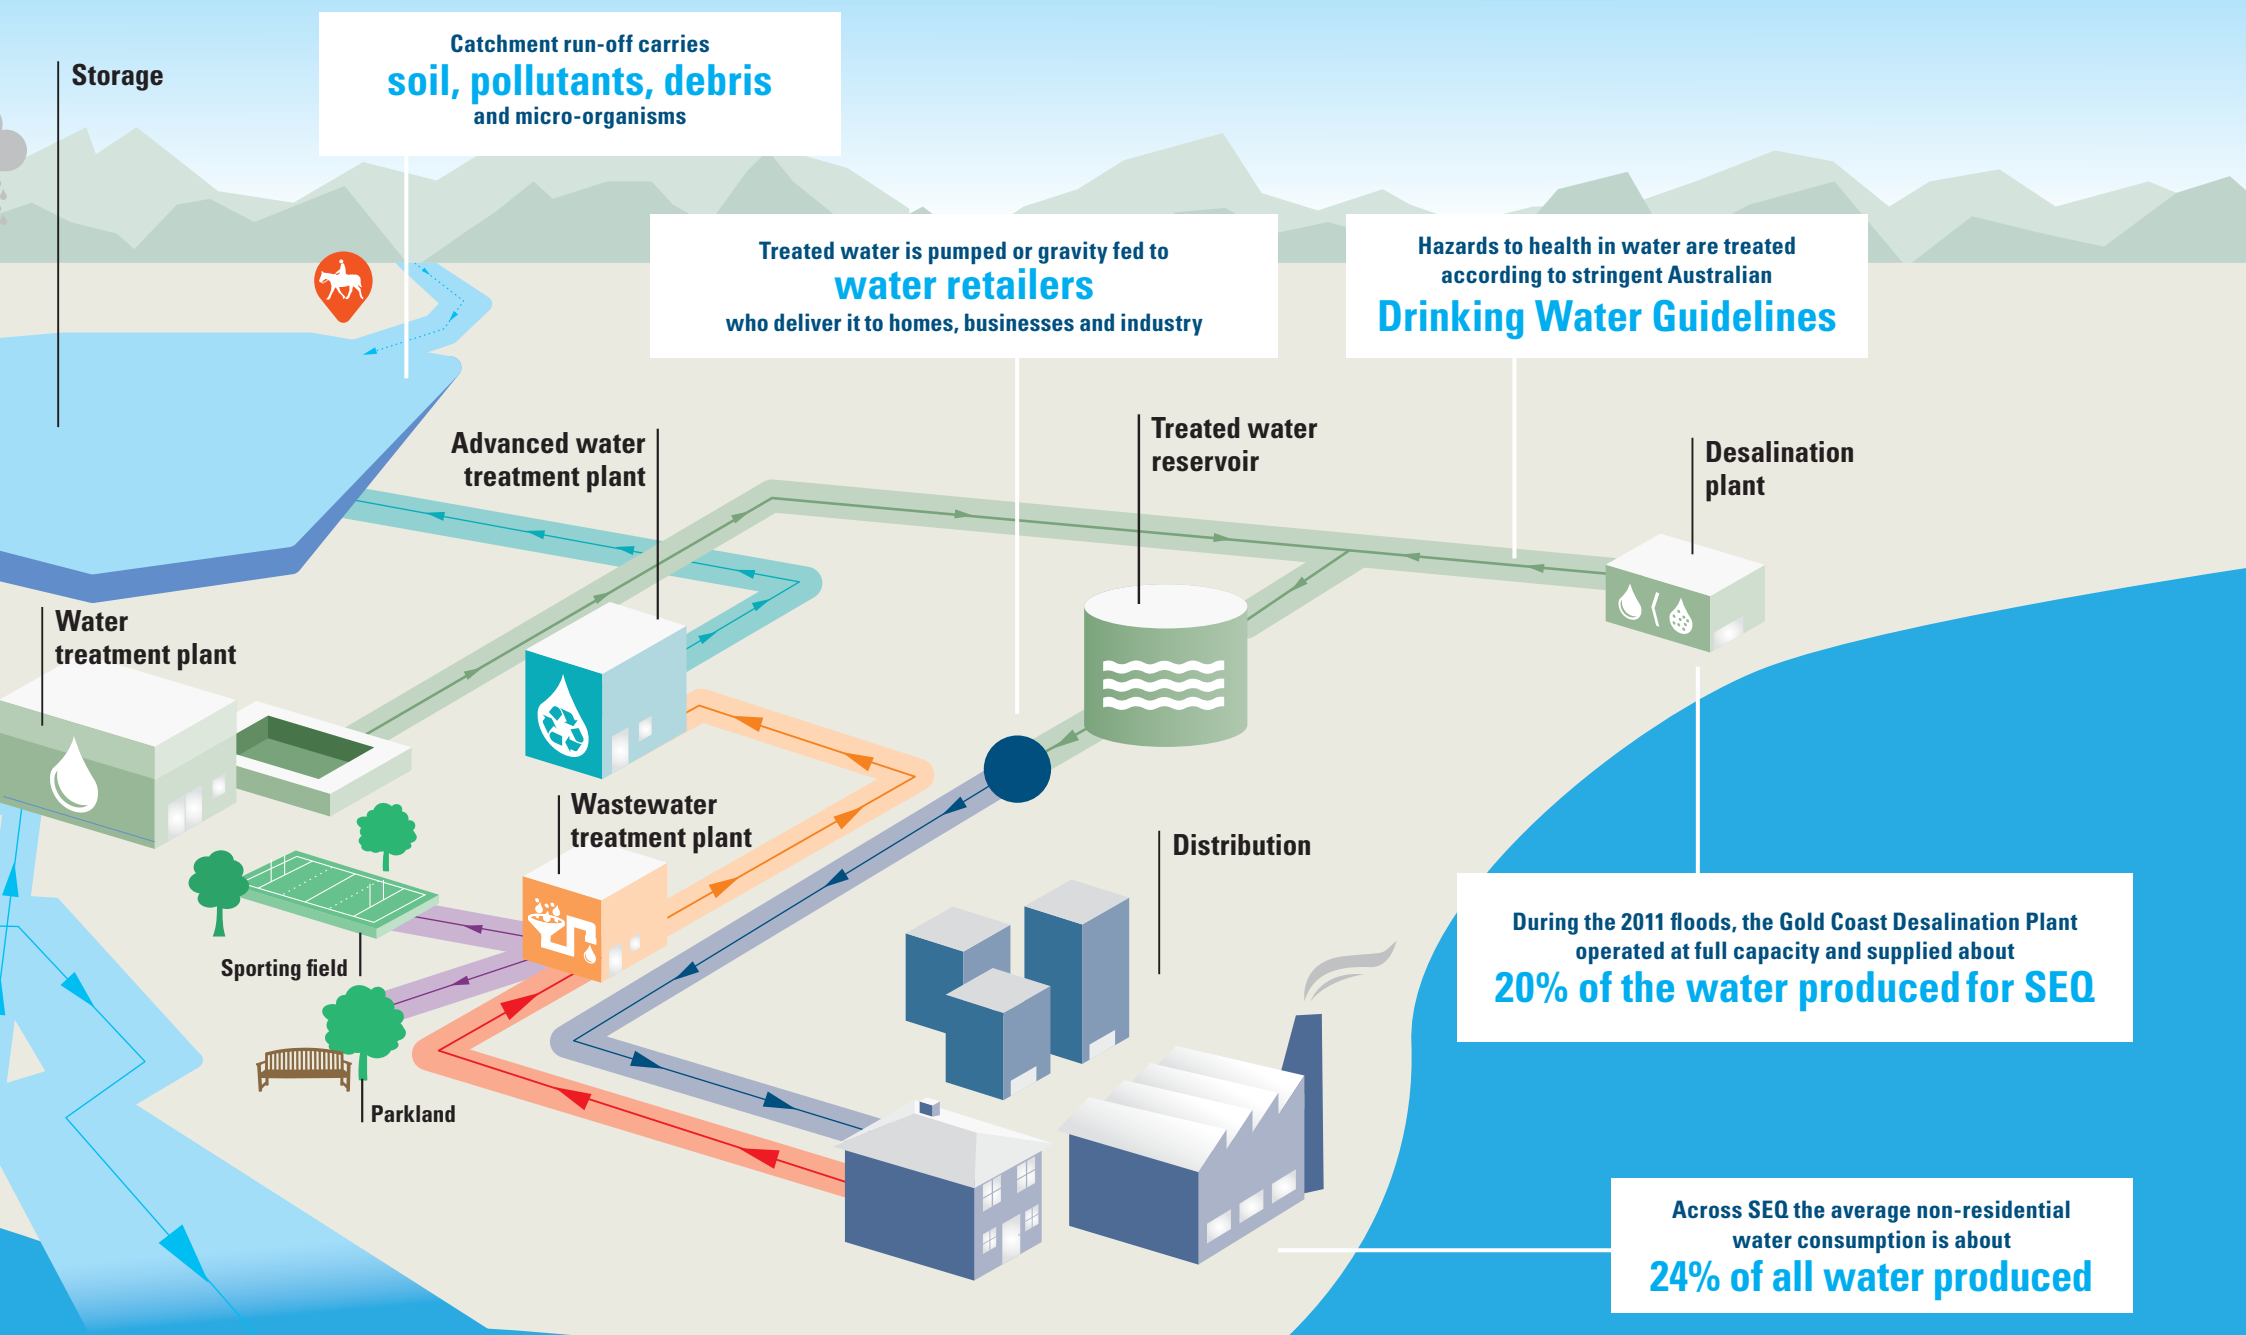 Storage
Catchment run-off carries
soil, pollutants, debris
and micro-organisms
Treated water is pumped or gravity fed to
water retailers
who deliver it to homes, businesses and industry
Hazards to health in water are treated
according to stringent Australian
Drinking Water Guidelines
Advanced water
treatment plant
Treated water
reservoir
Desalination
plant
Water
treatment plant
Wastewater
treatment plant
Distribution
Sporting field
Parkland
During the 2011 floods, the Gold Coast Desalination Plant
operated at full capacity and supplied about
20% of the water produced for SEQ
Across SEQ the average non-residential
water consumption is about
24% of all water produced